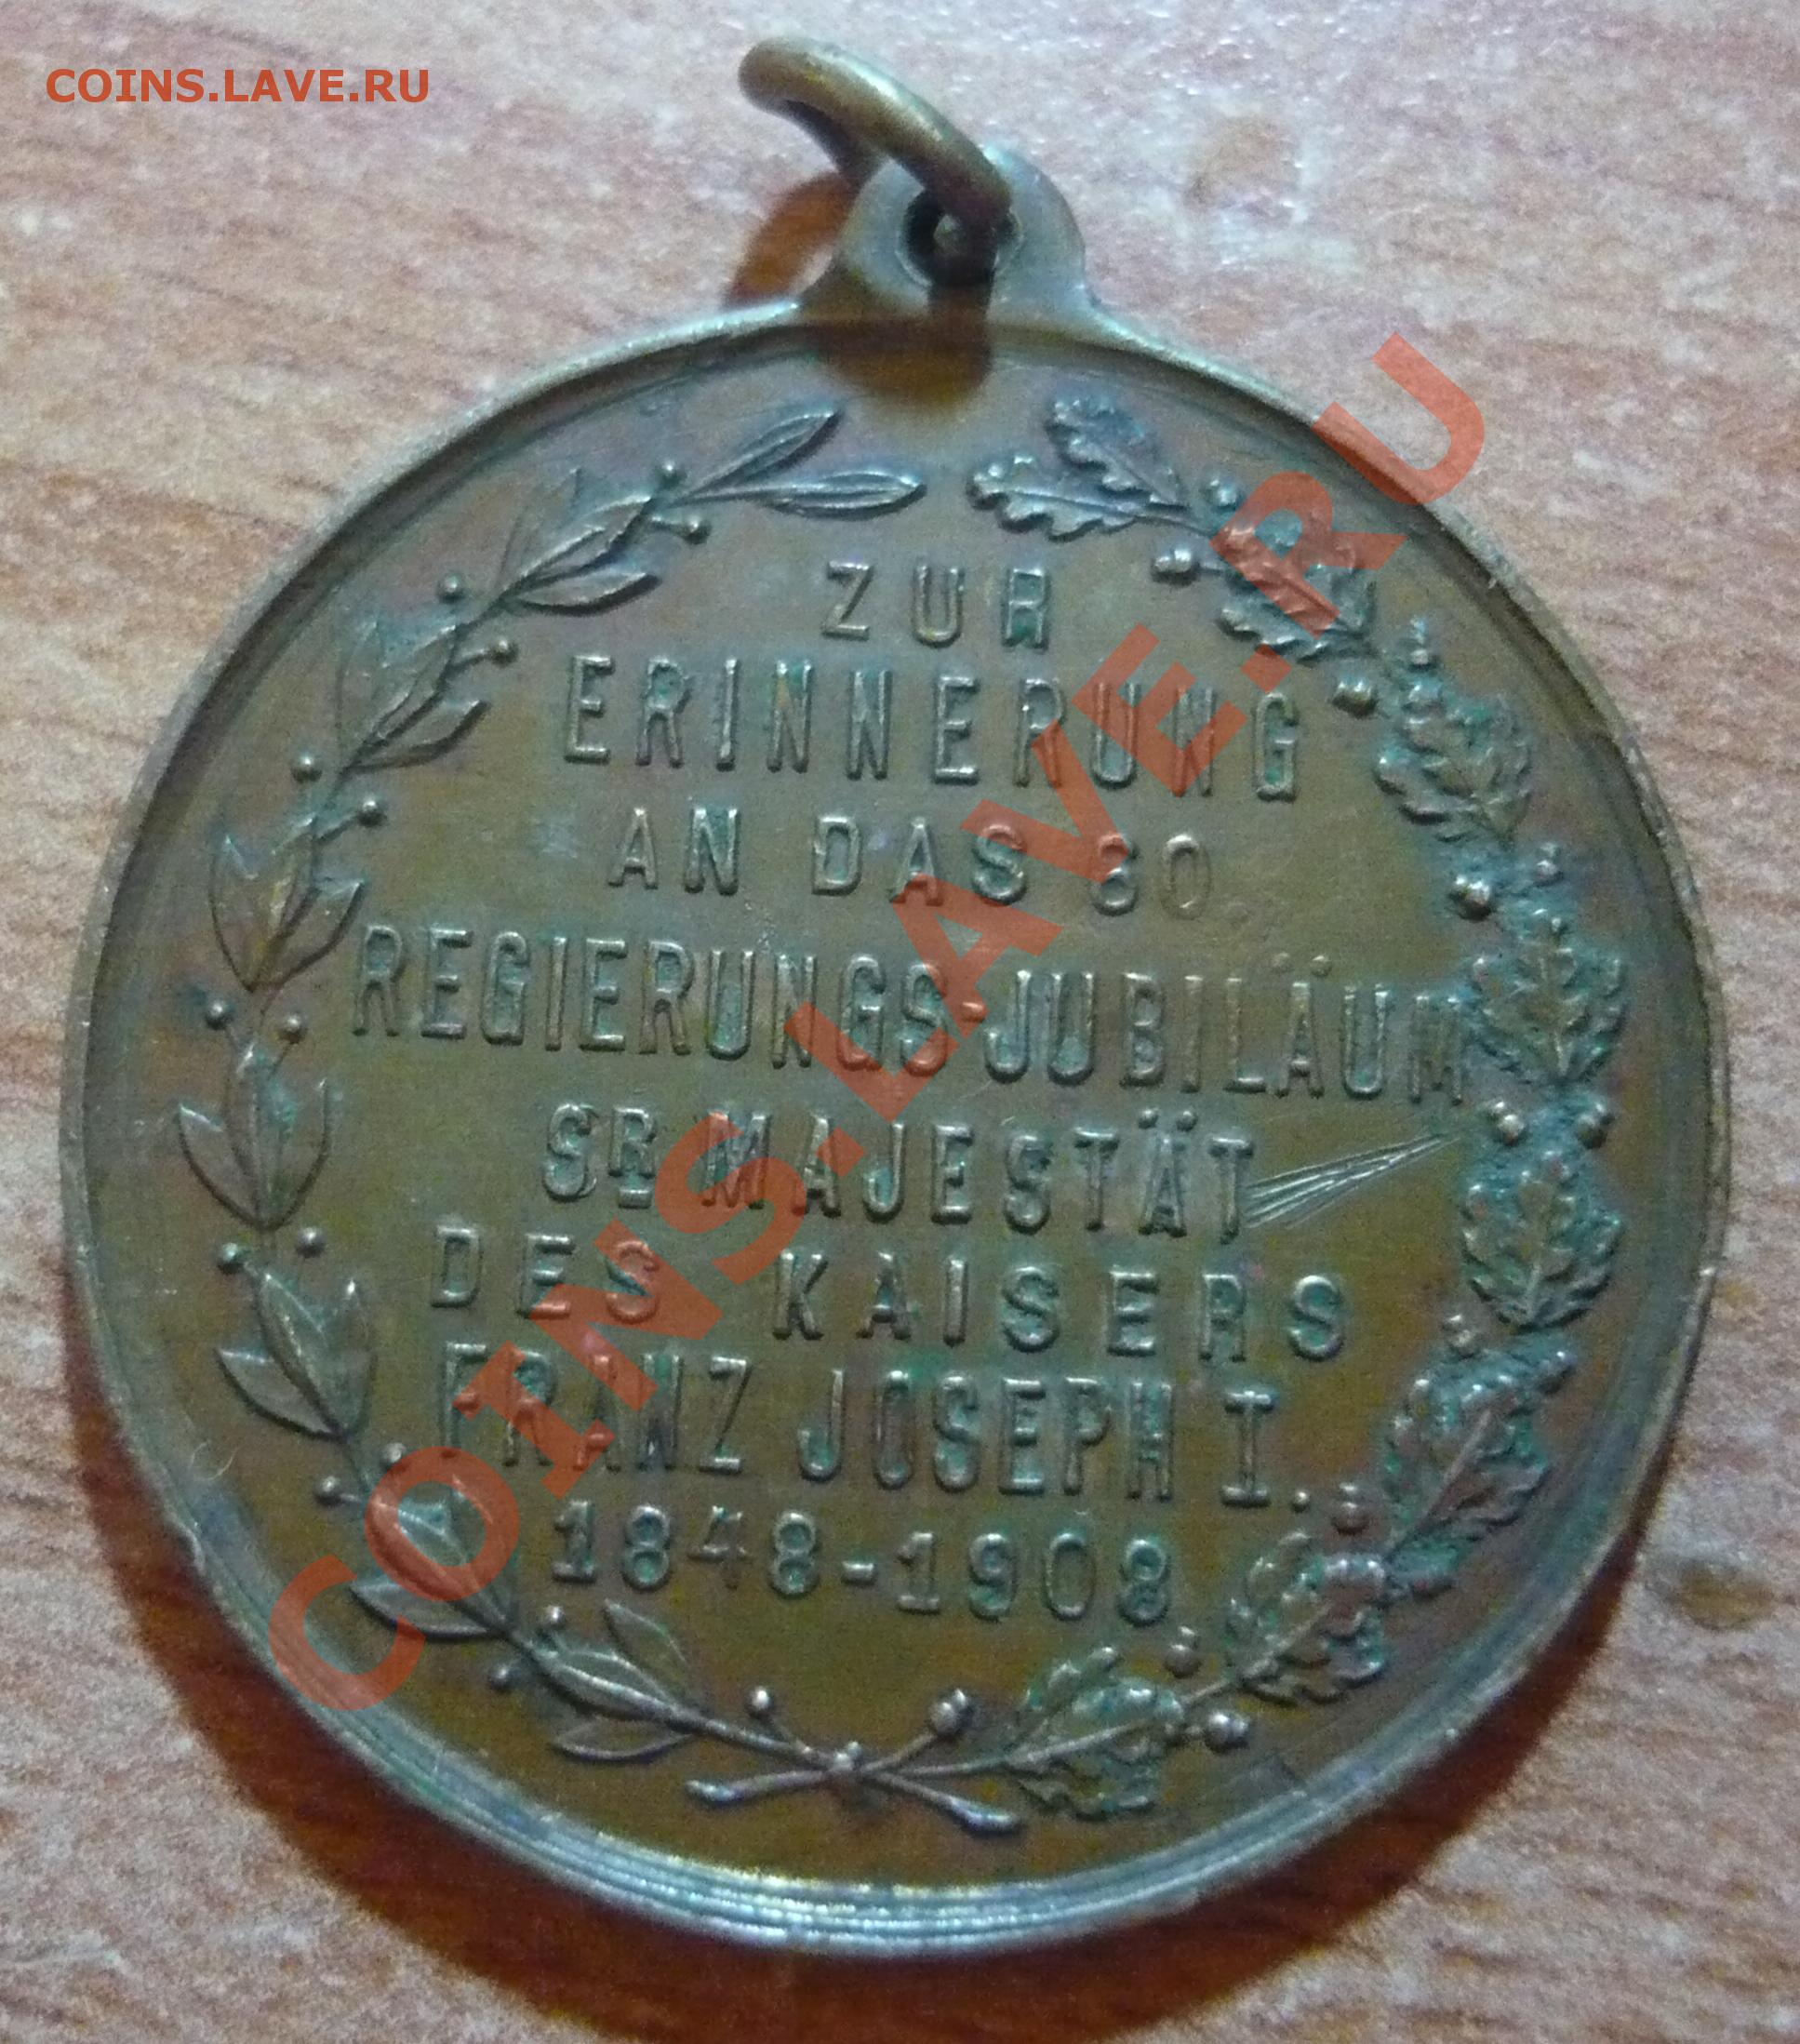 COINS.LAVE.RU
ZUR
ERINNERUNG
AN DAS 60
REGIERUNGS-JUBILÄUM
SR MAJESTÄT
DES KAISERS
FRANZ JOSEPH I.
1848-1908
COINS.LAVE.RU